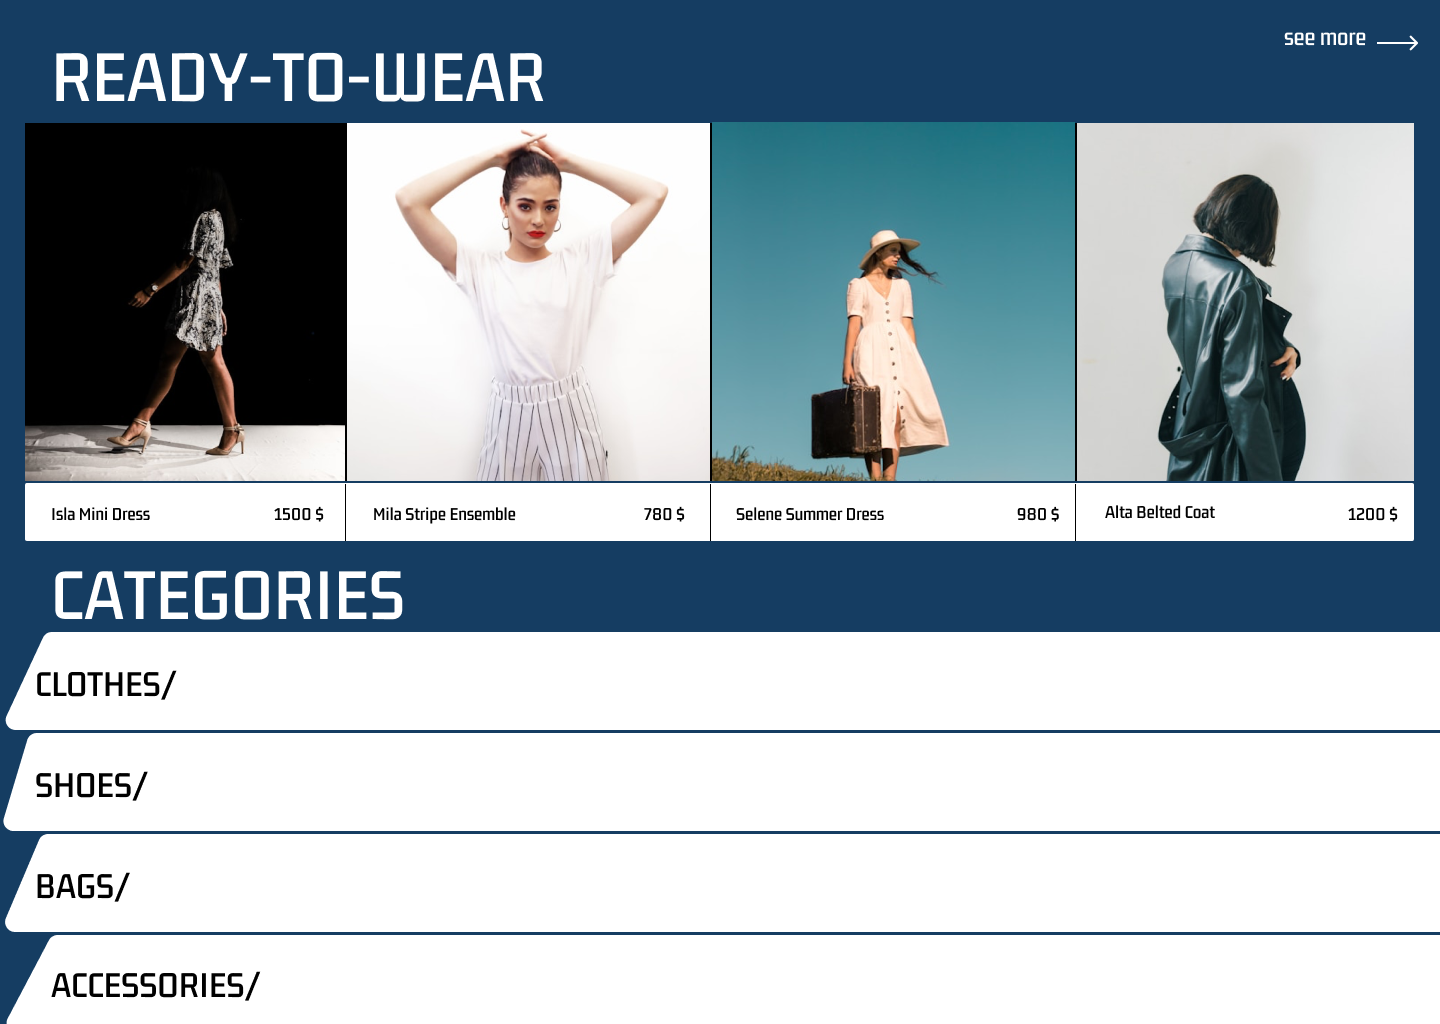 see more
READY-TO-WEAR
Isla Mini Dress 1500 $
Mila Stripe Ensemble 780 $
Selene Summer Dress 980 $
Alta Belted Coat 1200 $
CATEGORIES
CLOTHES/
SHOES/
BAGS/
ACCESSORIES/